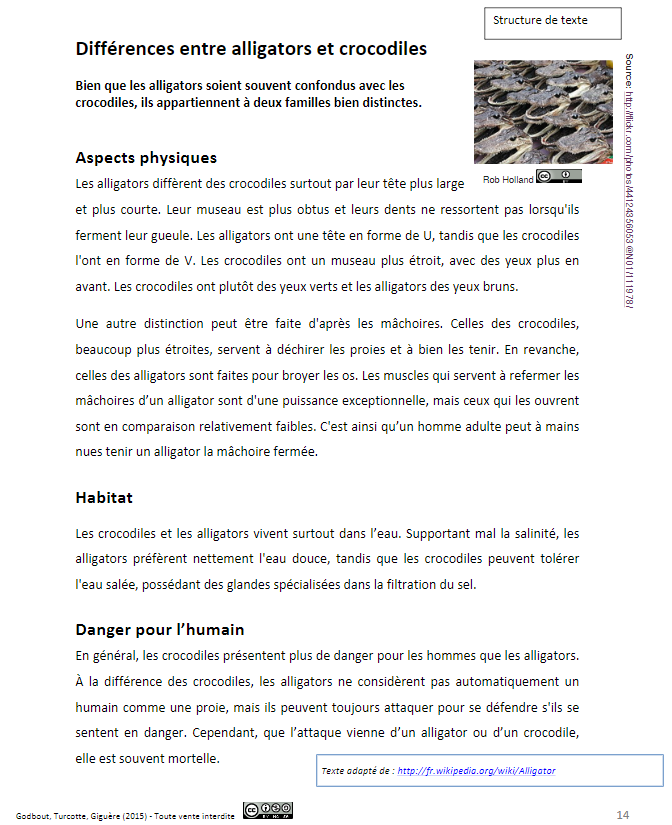 Structure de texte
Différences entre alligators et crocodiles
Bien que les alligators soient souvent confondus avec les
crocodiles, ils appartiennent à deux familles bien distinctes.
Source: http://flickr.com/photos/44124356053@N01/111978/
Rob Holland
Aspects physiques
Les alligators diffèrent des crocodiles surtout par leur tête plus large
et plus courte. Leur museau est plus obtus et leurs dents ne ressortent pas lorsqu'ils
ferment leur gueule. Les alligators ont une tête en forme de U, tandis que les crocodiles
l'ont en forme de V. Les crocodiles ont un museau plus étroit, avec des yeux plus en
avant. Les crocodiles ont plutôt des yeux verts et les alligators des yeux bruns.
Une autre distinction peut être faite d'après les mâchoires. Celles des crocodiles,
beaucoup plus étroites, servent à déchirer les proies et à bien les tenir. En revanche,
celles des alligators sont faites pour broyer les os. Les muscles qui servent à refermer les
mâchoires d’un alligator sont d'une puissance exceptionnelle, mais ceux qui les ouvrent
sont en comparaison relativement faibles. C'est ainsi qu’un homme adulte peut à mains
nues tenir un alligator la mâchoire fermée.
Habitat
Les crocodiles et les alligators vivent surtout dans l’eau. Supportant mal la salinité, les
alligators préfèrent nettement l'eau douce, tandis que les crocodiles peuvent tolérer
l'eau salée, possédant des glandes spécialisées dans la filtration du sel.
Danger pour l’humain
En général, les crocodiles présentent plus de danger pour les hommes que les alligators.
À la différence des crocodiles, les alligators ne considèrent pas automatiquement un
humain comme une proie, mais ils peuvent toujours attaquer pour se défendre s'ils se
sentent en danger. Cependant, que l’attaque vienne d’un alligator ou d’un crocodile,
elle est souvent mortelle.
Texte adapté de : http://fr.wikipedia.org/wiki/Alligator
Godbout, Turcotte, Giguère (2015) - Toute vente interdite
BY NC SA
14